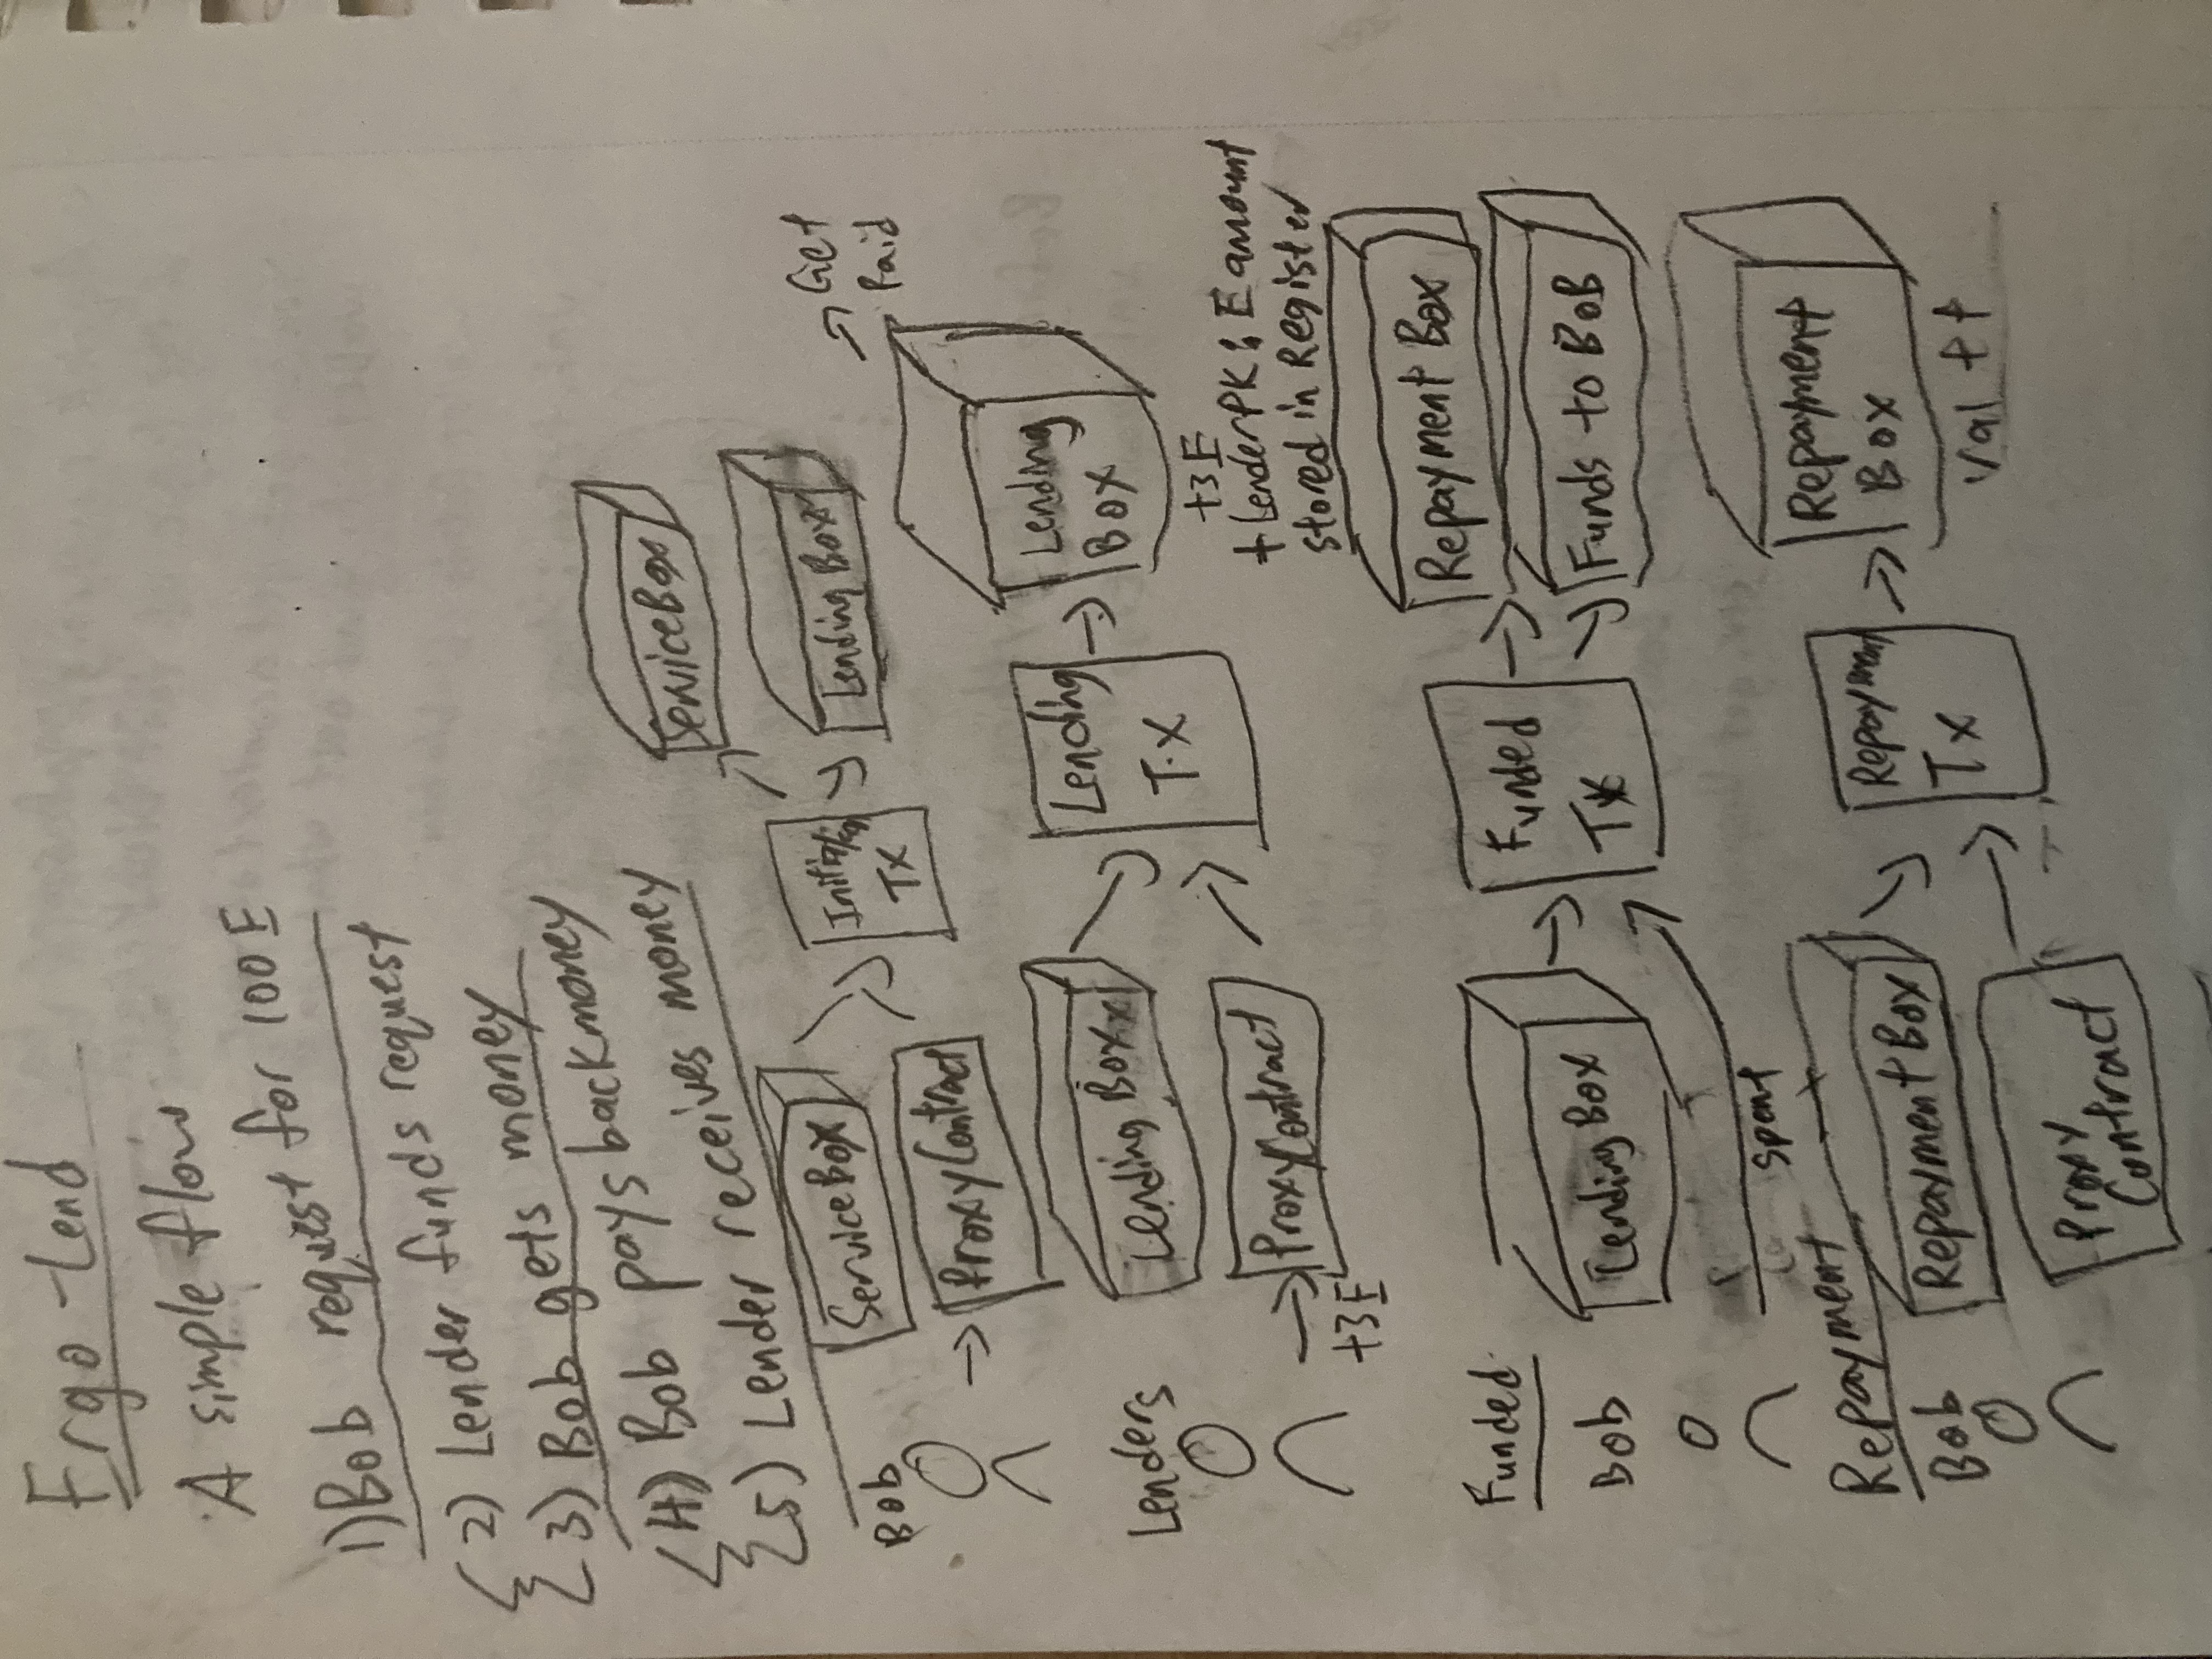 Ergo-Lend
A simple flow
1) Bob request for 100 E
2) Lender funds request
3) Bob gets money
4) Bob pays back money
5) Lender receives money
ServiceBox
Bob
ServiceBox
ProxyContract
TX
Lending Box
Get
Paid
Lenders
Lending Box
ProxyContract
+3E
Lending
TX
Lending
Box
+3E
+ LenderPK : E amount
stored in Register
Funded
Bob
Lending Box
spent
Funded
Tx
Repayment Box
Funds to BoB
Repayment
Bob
Repayment Box
Proxy
Contract
Repayment
Tx
Repayment
Box
Val ++